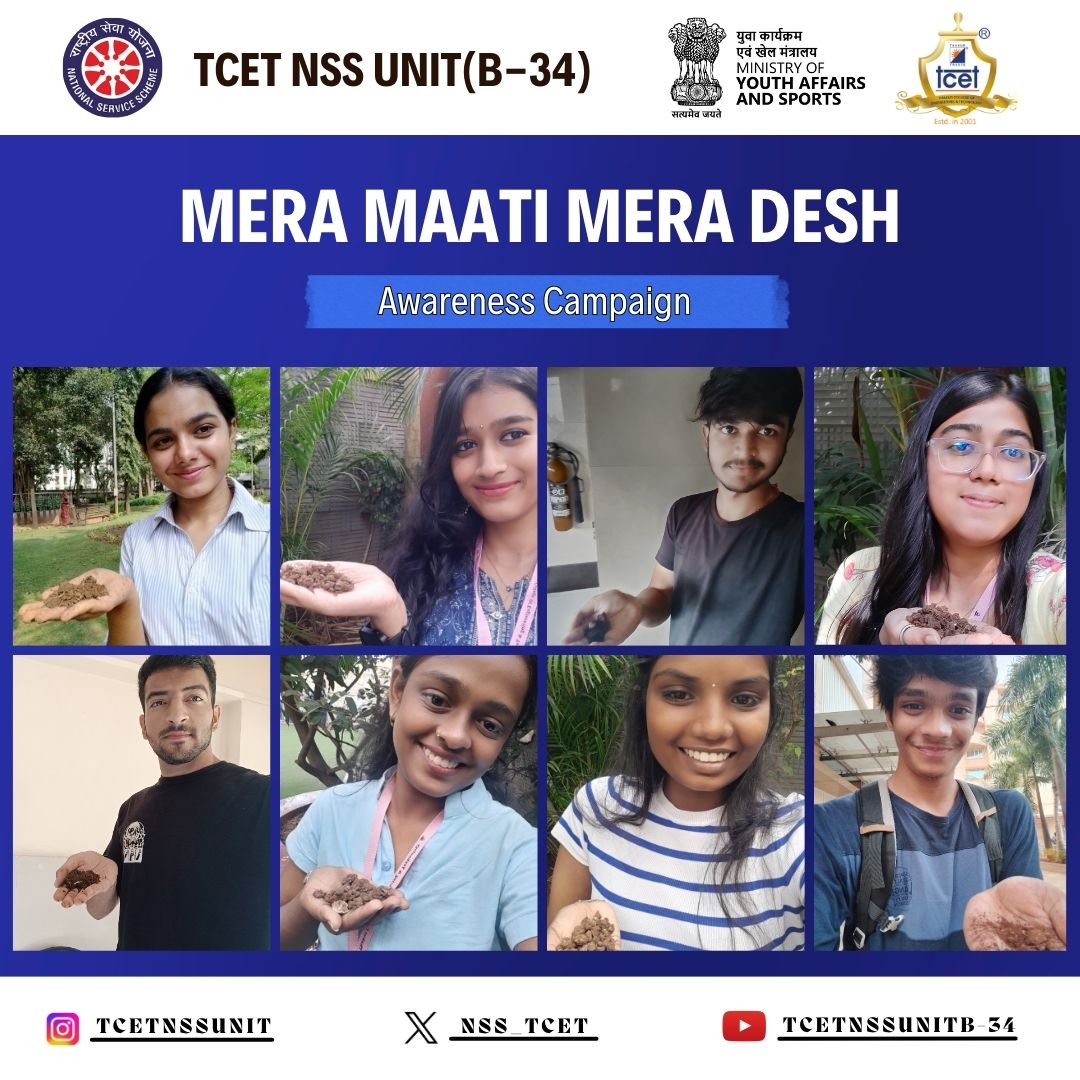 राष्ट्रीय सेवा योजना
NATIONAL SERVICE SCHEME
TCET NSS UNIT(B-34)
सत्यमेव जयते
युवा कार्यक्रम
एवं खेल मंत्रालय
MINISTRY OF
YOUTH AFFAIRS
AND SPORTS
®
tcet
Estd. in 2001
MERA MAATI MERA DESH
Awareness Campaign
TCETNSSUNIT
NSS_TCET
TCETNSSUNITB-34